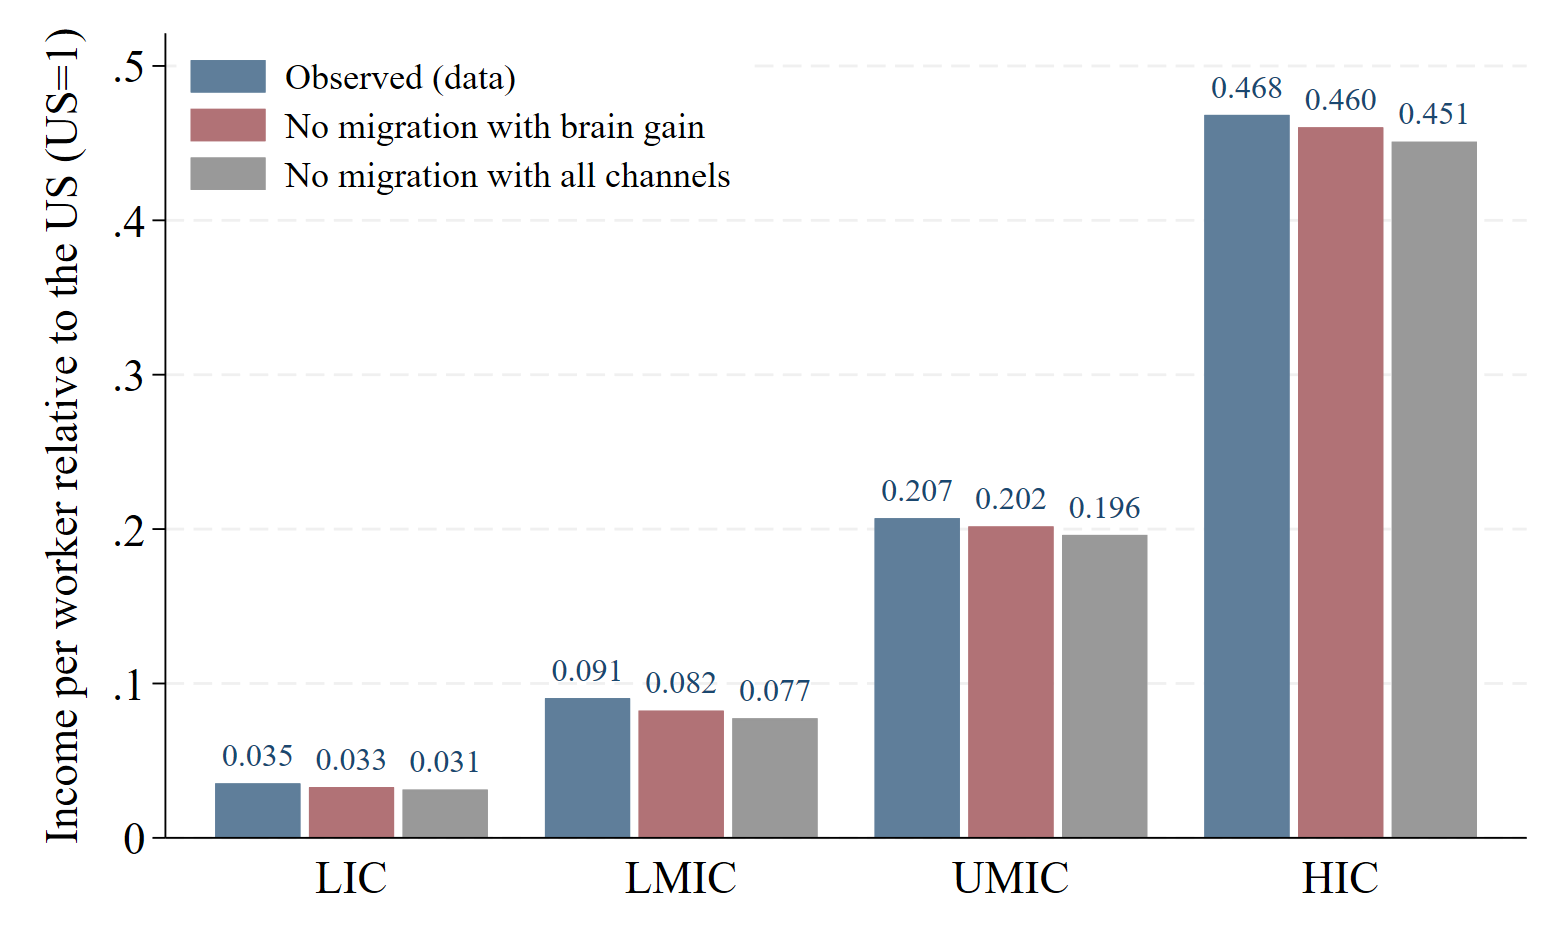 Income per worker relative to the US (US=1)
.5
.4
.3
.2
.1
0
Observed (data)
No migration with brain gain
No migration with all channels
0.035 0.033 0.031
0.091 0.082 0.077
0.207 0.202 0.196
0.468 0.460 0.451
LIC LMIC UMIC HIC